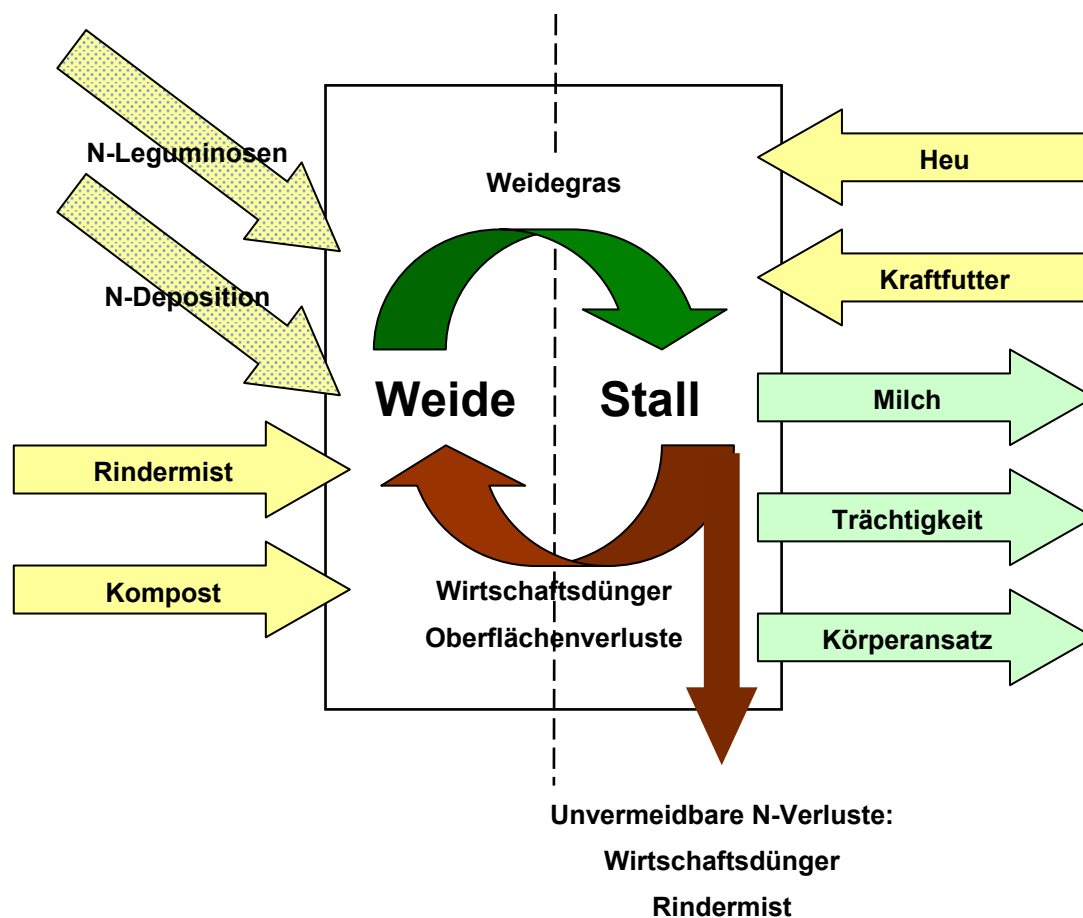 N-Leguminosen
N-Deposition
Rindermist
Kompost
Weidegras
Weide
Stall
Wirtschaftsdünger
Oberflächenverluste
Heu
Kraftfutter
Milch
Trächtigkeit
Körperansatz
Unvermeidbare N-Verluste:
Wirtschaftsdünger
Rindermist